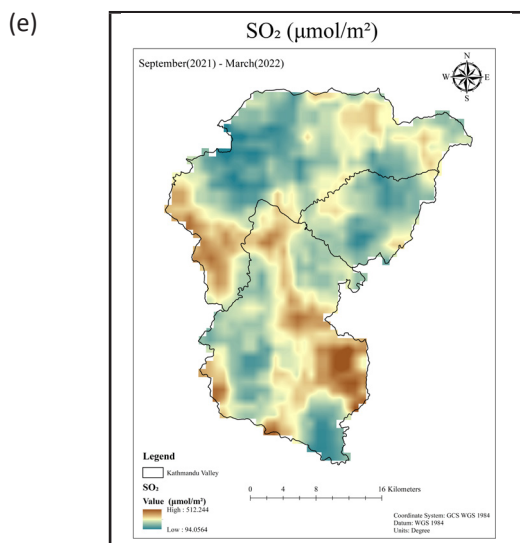 (e)
SO₂ (µmol/m²)
September(2021) - March(2022)
N
W E
S
Legend
Kathmandu Valley
SO₂
Value (µmol/m²)
High : 512.244
Low : 94.0564
0 4 8 16 Kilometers
Coordinate System: GCS WGS 1984
Datum: WGS 1984
Units: Degree